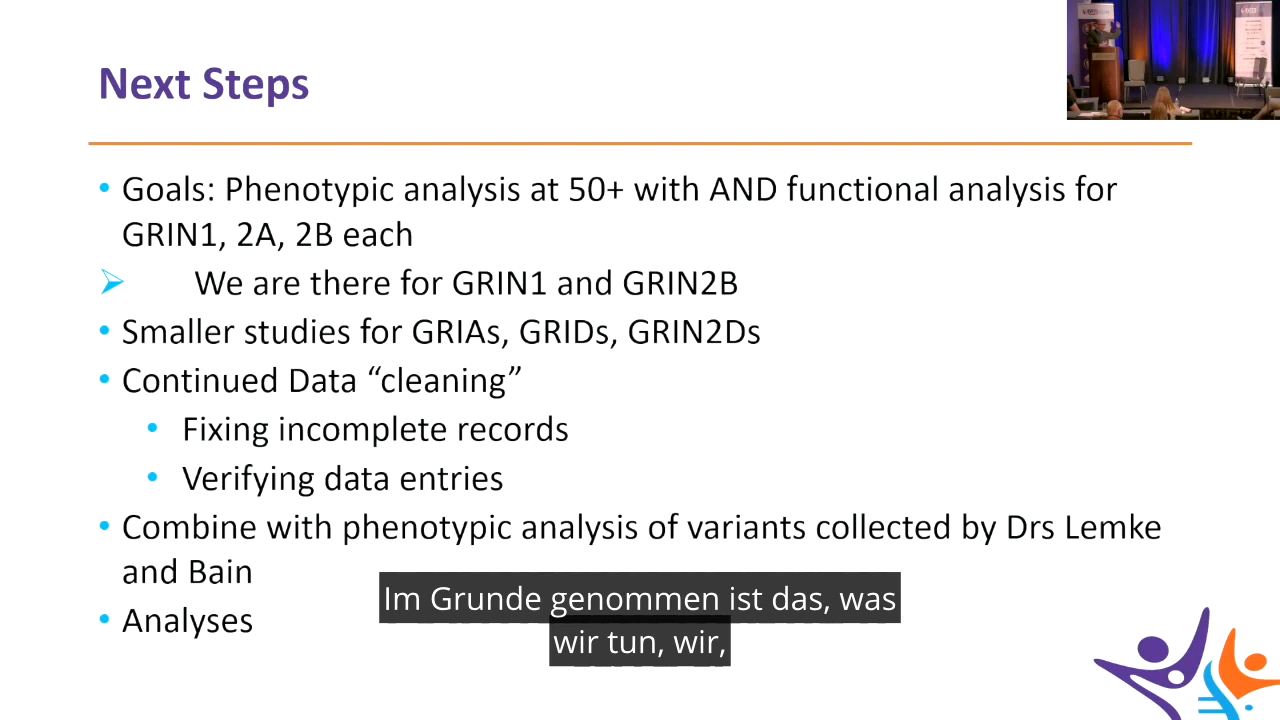 Next Steps
• Goals: Phenotypic analysis at 50+ with AND functional analysis for
GRIN1, 2A, 2B each
➢ We are there for GRIN1 and GRIN2B
• Smaller studies for GRIAs, GRIDs, GRIN2Ds
• Continued Data “cleaning”
• Fixing incomplete records
• Verifying data entries
• Combine with phenotypic analysis of variants collected by Drs Lemke
and Bain
• Analyses
Im Grunde genommen ist das, was
wir tun, wir,